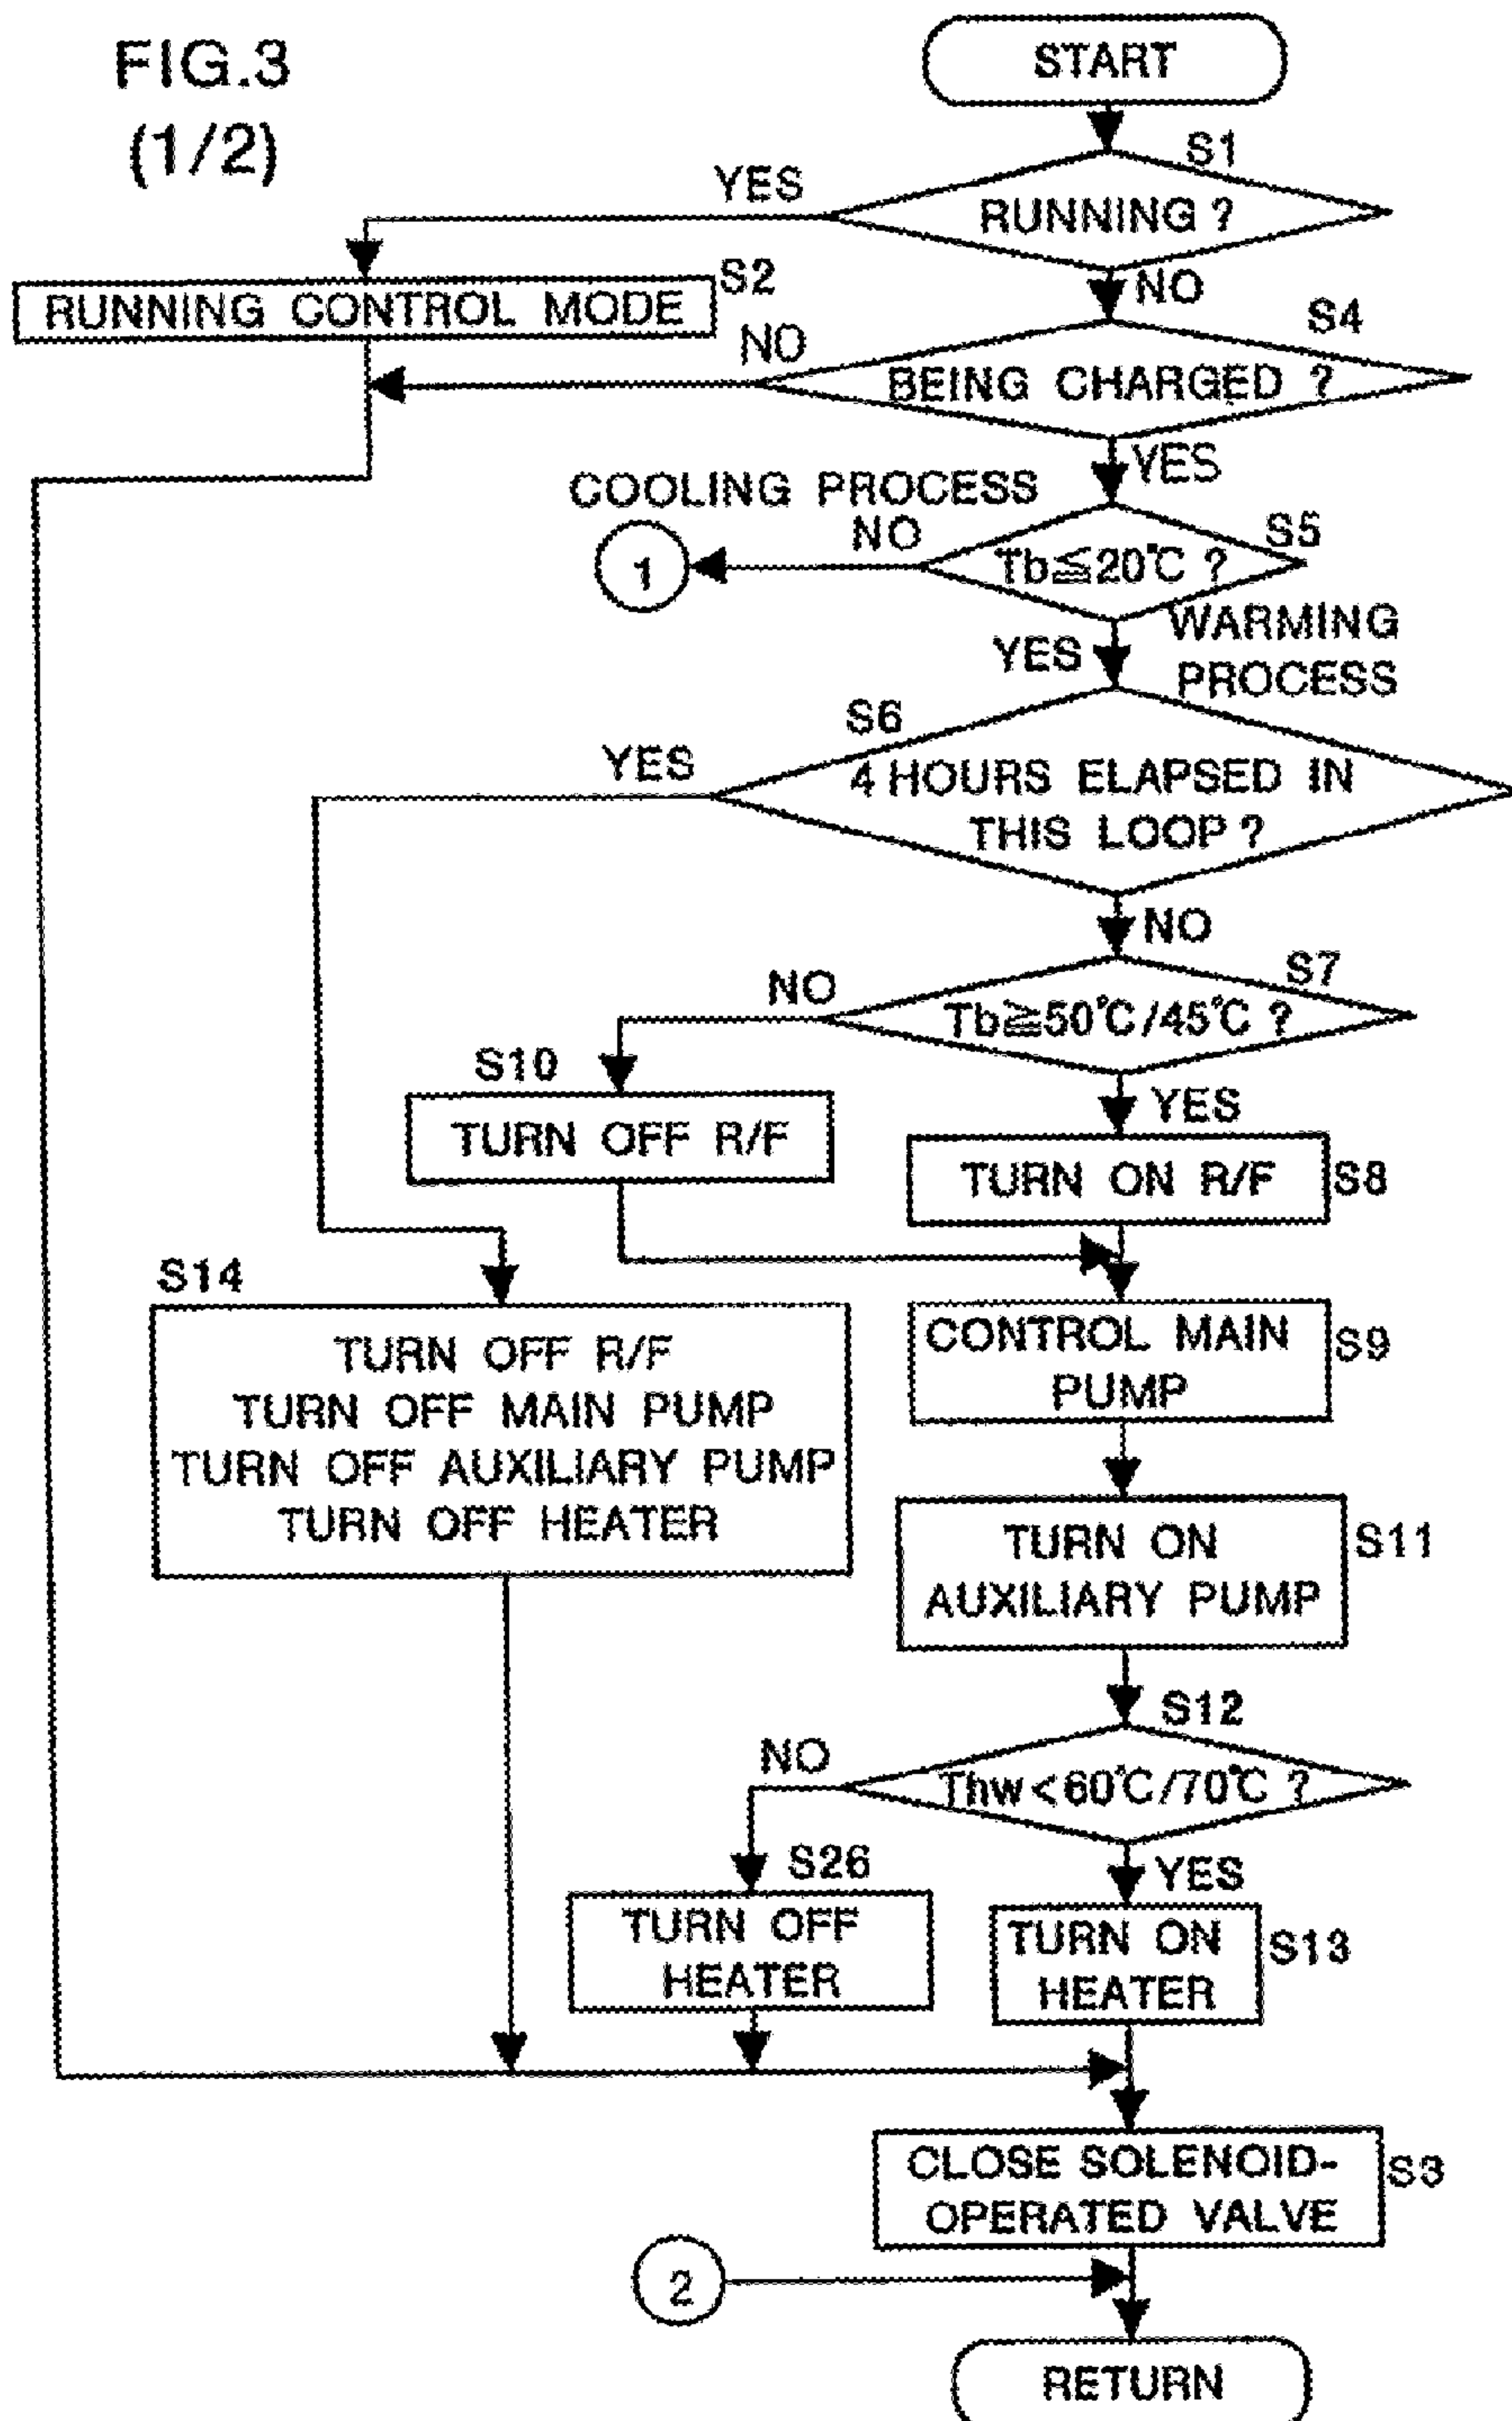 FIG.3
(1/2)
START
S1
YES
RUNNING ?
S2
NO
RUNNING CONTROL MODE
S4
NO
BEING CHARGED ?
YES
COOLING PROCESS
S5
NO
1
Tb≦20℃ ?
WARMING
YES
PROCESS
S6
YES
4 HOURS ELAPSED IN
THIS LOOP ?
NO
S7
NO
Tb≧50℃/45℃ ?
S10
YES
TURN OFF R/F
TURN ON R/F
S8
S14
TURN OFF R/F
TURN OFF MAIN PUMP
TURN OFF AUXILIARY PUMP
TURN OFF HEATER
CONTROL MAIN
PUMP
S9
TURN ON
AUXILIARY PUMP
S11
S12
NO
Thw<60℃/70℃ ?
S26
YES
TURN OFF
HEATER
TURN ON
HEATER
S13
CLOSE SOLENOID-
OPERATED VALVE
S3
2
RETURN